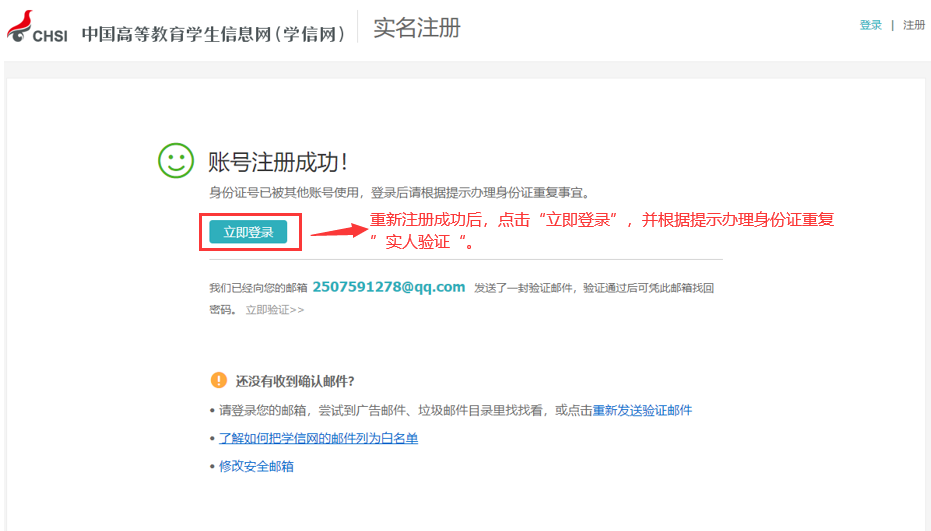 CHSI 中国高等教育学生信息网(学信网) 实名注册 登录 | 注册
账号注册成功!
身份证号已被其他账号使用，登录后请根据提示办理身份证重复事宜。
立即登录
重新注册成功后，点击“立即登录”，并根据提示办理身份证重复
”实人验证“。
我们已经向您的邮箱 2507591278@qq.com 发送了一封验证邮件，验证通过后可凭此邮箱找回
密码。 立即验证>>
! 还没有收到确认邮件?
• 请登录您的邮箱，尝试到广告邮件、垃圾邮件目录里找找看，或点击重新发送验证邮件
• 了解如何把学信网的邮件列为白名单
• 修改安全邮箱